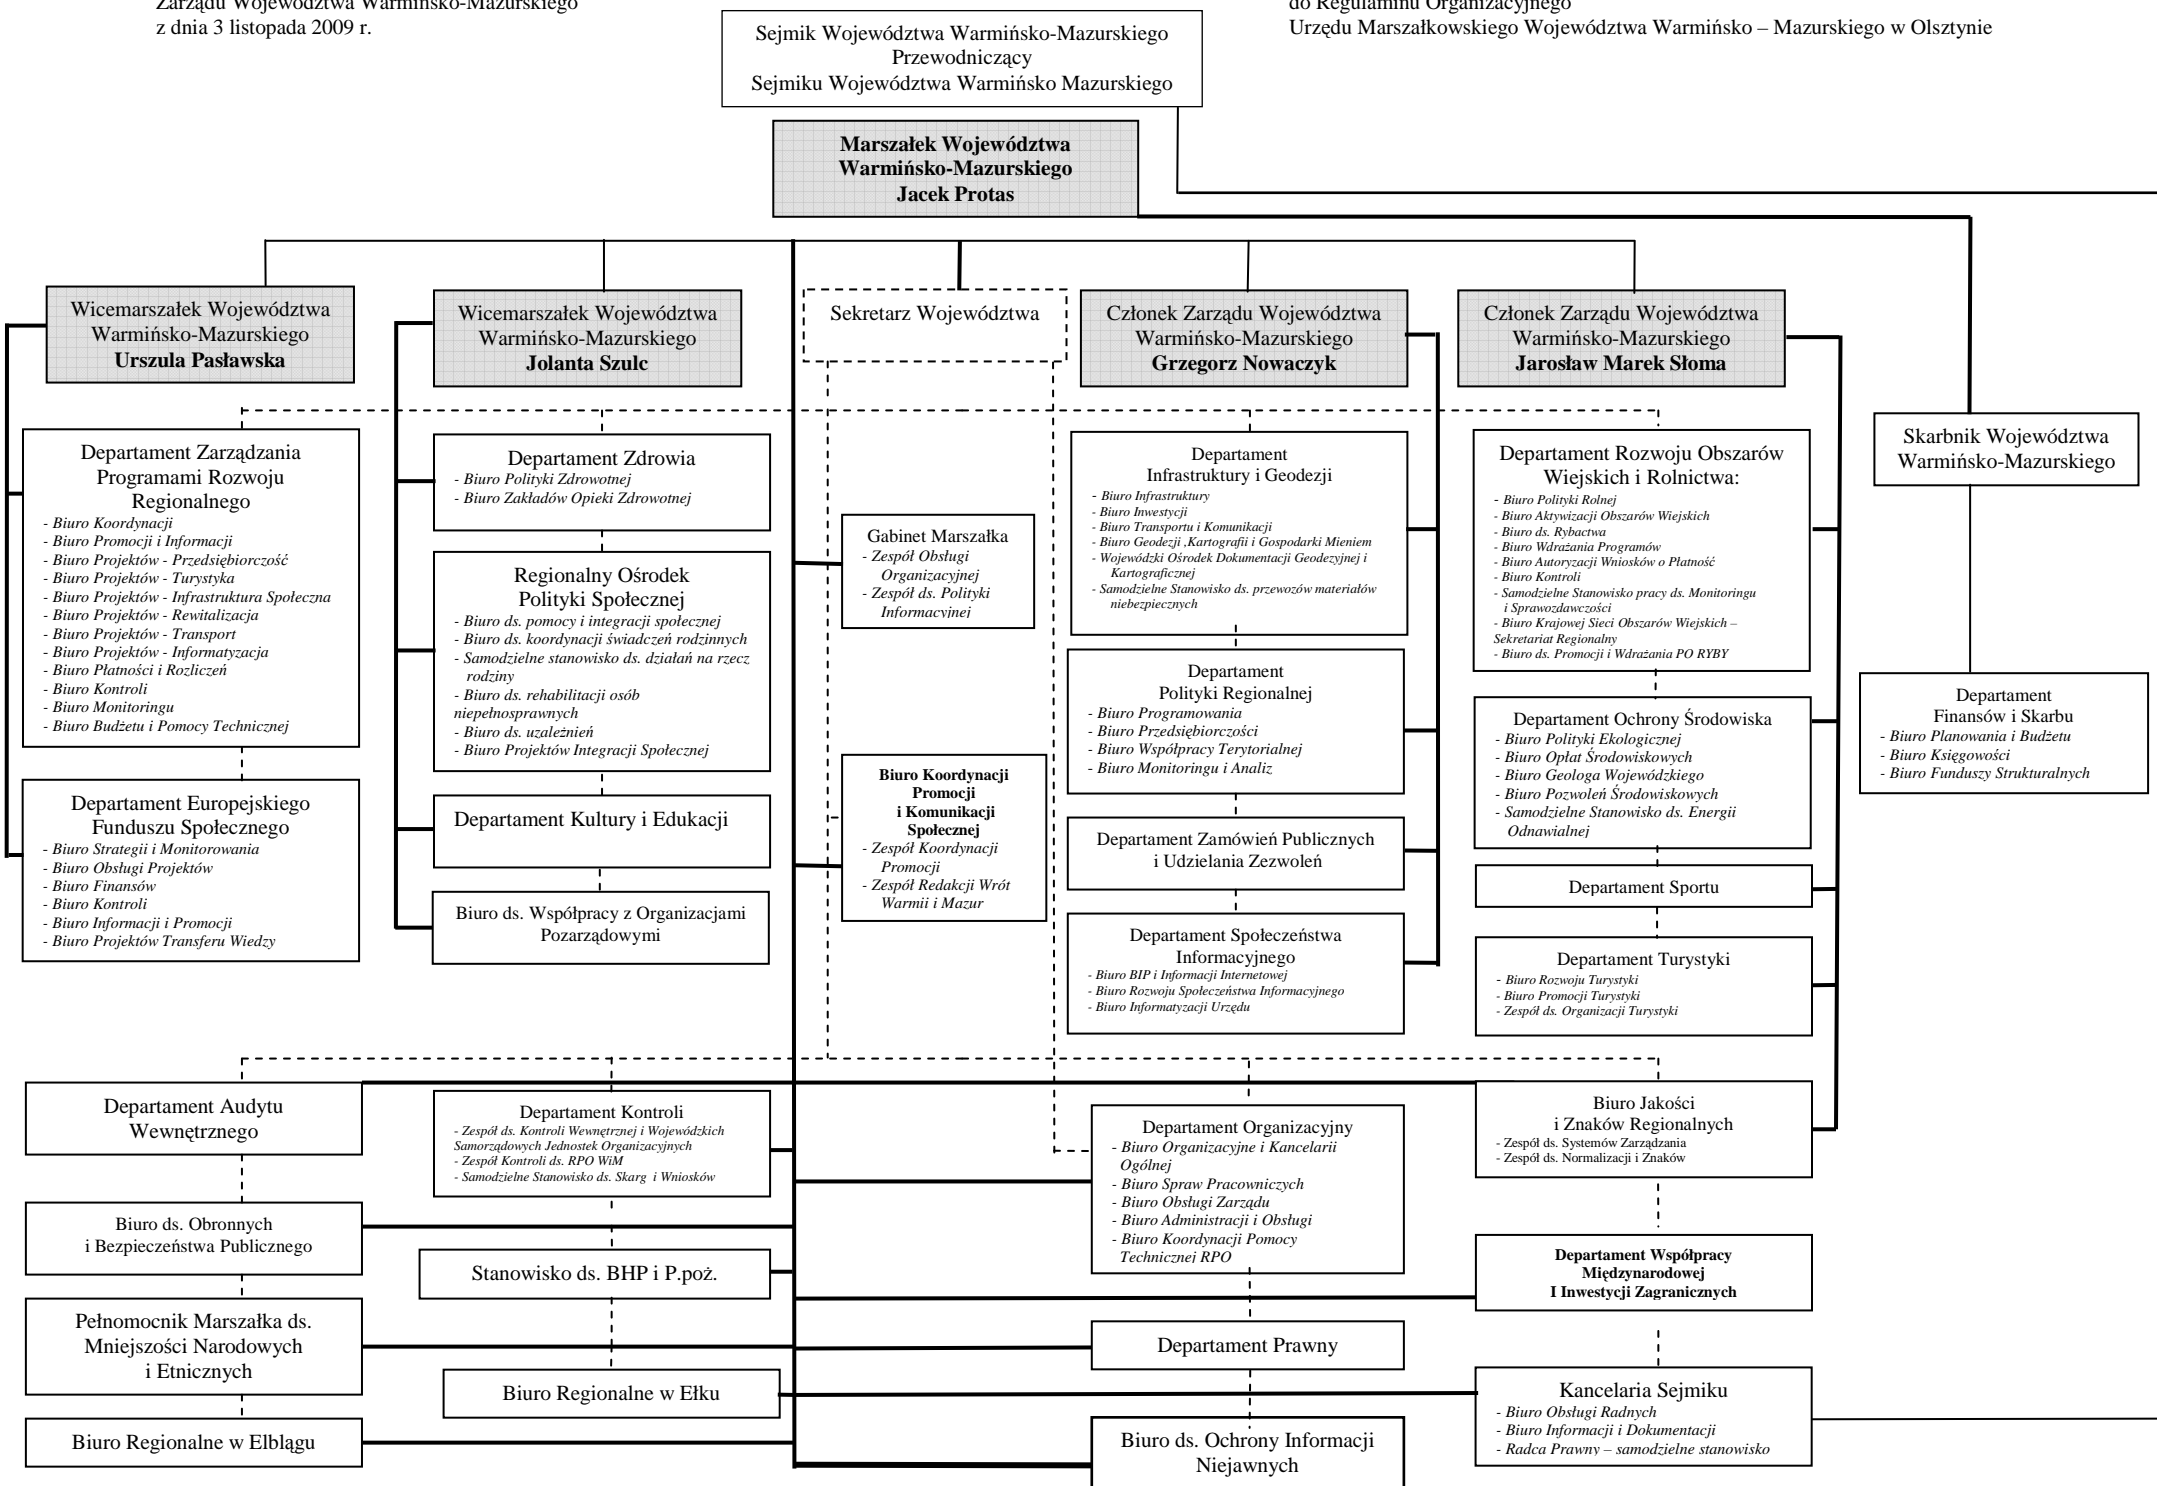 Zarządu Województwa Warmińsko-Mazurskiego
z dnia 3 listopada 2009 r.
do Regulaminu Organizacyjnego
Urzędu Marszałkowskiego Województwa Warmińsko – Mazurskiego w Olsztynie
Sejmik Województwa Warmińsko-Mazurskiego
Przewodniczący
Sejmiku Województwa Warmińsko Mazurskiego
Marszałek Województwa
Warmińsko-Mazurskiego
Jacek Protas
Wicemarszałek Województwa
Warmińsko-Mazurskiego
Urszula Pasławska
Wicemarszałek Województwa
Warmińsko-Mazurskiego
Jolanta Szulc
Sekretarz Województwa
Członek Zarządu Województwa
Warmińsko-Mazurskiego
Grzegorz Nowaczyk
Członek Zarządu Województwa
Warmińsko-Mazurskiego
Jarosław Marek Słoma
Skarbnik Województwa
Warmińsko-Mazurskiego
Departament Zarządzania
Programami Rozwoju
Regionalnego
- Biuro Koordynacji
- Biuro Promocji i Informacji
- Biuro Projektów - Przedsiębiorczość
- Biuro Projektów - Turystyka
- Biuro Projektów - Infrastruktura Społeczna
- Biuro Projektów - Rewitalizacja
- Biuro Projektów - Transport
- Biuro Projektów - Informatyzacja
- Biuro Płatności i Rozliczeń
- Biuro Kontroli
- Biuro Monitoringu
- Biuro Budżetu i Pomocy Technicznej
Departament Europejskiego
Funduszu Społecznego
- Biuro Strategii i Monitorowania
- Biuro Obsługi Projektów
- Biuro Finansów
- Biuro Kontroli
- Biuro Informacji i Promocji
- Biuro Projektów Transferu Wiedzy
Departament Zdrowia
- Biuro Polityki Zdrowotnej
- Biuro Zakładów Opieki Zdrowotnej
Regionalny Ośrodek
Polityki Społecznej
- Biuro ds. pomocy i integracji społecznej
- Biuro ds. koordynacji świadczeń rodzinnych
- Samodzielne stanowisko ds. działań na rzecz
rodziny
- Biuro ds. rehabilitacji osób
niepełnosprawnych
- Biuro ds. uzależnień
- Biuro Projektów Integracji Społecznej
Departament Kultury i Edukacji
Biuro ds. Współpracy z Organizacjami
Pozarządowymi
Gabinet Marszałka
- Zespół Obsługi
Organizacyjnej
- Zespół ds. Polityki
Informacyjnej
Biuro Koordynacji
Promocji
i Komunikacji
Społecznej
- Zespół Koordynacji
Promocji
- Zespół Redakcji Wrót
Warmii i Mazur
Departament
Infrastruktury i Geodezji
- Biuro Infrastruktury
- Biuro Inwestycji
- Biuro Transportu i Komunikacji
- Biuro Geodezji ,Kartografii i Gospodarki Mieniem
- Wojewódzki Ośrodek Dokumentacji Geodezyjnej i
Kartograficznej
- Samodzielne Stanowisko ds. przewozów materiałów
niebezpiecznych
Departament
Polityki Regionalnej
- Biuro Programowania
- Biuro Przedsiębiorczości
- Biuro Współpracy Terytorialnej
- Biuro Monitoringu i Analiz
Departament Zamówień Publicznych
i Udzielania Zezwoleń
Departament Społeczeństwa
Informacyjnego
- Biuro BIP i Informacji Internetowej
- Biuro Rozwoju Społeczeństwa Informacyjnego
- Biuro Informatyzacji Urzędu
Departament Rozwoju Obszarów
Wiejskich i Rolnictwa:
- Biuro Polityki Rolnej
- Biuro Aktywizacji Obszarów Wiejskich
- Biuro ds. Rybactwa
- Biuro Wdrażania Programów
- Biuro Autoryzacji Wniosków o Płatność
- Biuro Kontroli
- Samodzielne Stanowisko pracy ds. Monitoringu
i Sprawozdawczości
- Biuro Krajowej Sieci Obszarów Wiejskich –
Sekretariat Regionalny
- Biuro ds. Promocji i Wdrażania PO RYBY
Departament Ochrony Środowiska
- Biuro Polityki Ekologicznej
- Biuro Opłat Środowiskowych
- Biuro Geologa Wojewódzkiego
- Biuro Pozwoleń Środowiskowych
- Samodzielne Stanowisko ds. Energii
Odnawialnej
Departament Sportu
Departament Turystyki
- Biuro Rozwoju Turystyki
- Biuro Promocji Turystyki
- Zespół ds. Organizacji Turystyki
Departament
Finansów i Skarbu
- Biuro Planowania i Budżetu
- Biuro Księgowości
- Biuro Funduszy Strukturalnych
Departament Audytu
Wewnętrznego
Biuro ds. Obronnych
i Bezpieczeństwa Publicznego
Pełnomocnik Marszałka ds.
Mniejszości Narodowych
i Etnicznych
Biuro Regionalne w Elblągu
Departament Kontroli
- Zespół ds. Kontroli Wewnętrznej i Wojewódzkich
Samorządowych Jednostek Organizacyjnych
- Zespół Kontroli ds. RPO WiM
- Samodzielne Stanowisko ds. Skarg i Wniosków
Stanowisko ds. BHP i P.poż.
Biuro Regionalne w Ełku
Departament Organizacyjny
- Biuro Organizacyjne i Kancelarii
Ogólnej
- Biuro Spraw Pracowniczych
- Biuro Obsługi Zarządu
- Biuro Administracji i Obsługi
- Biuro Koordynacji Pomocy
Technicznej RPO
Departament Prawny
Biuro ds. Ochrony Informacji
Niejawnych
Biuro Jakości
i Znaków Regionalnych
- Zespół ds. Systemów Zarządzania
- Zespół ds. Normalizacji i Znaków
Departament Współpracy
Międzynarodowej
I Inwestycji Zagranicznych
Kancelaria Sejmiku
- Biuro Obsługi Radnych
- Biuro Informacji i Dokumentacji
- Radca Prawny – samodzielne stanowisko